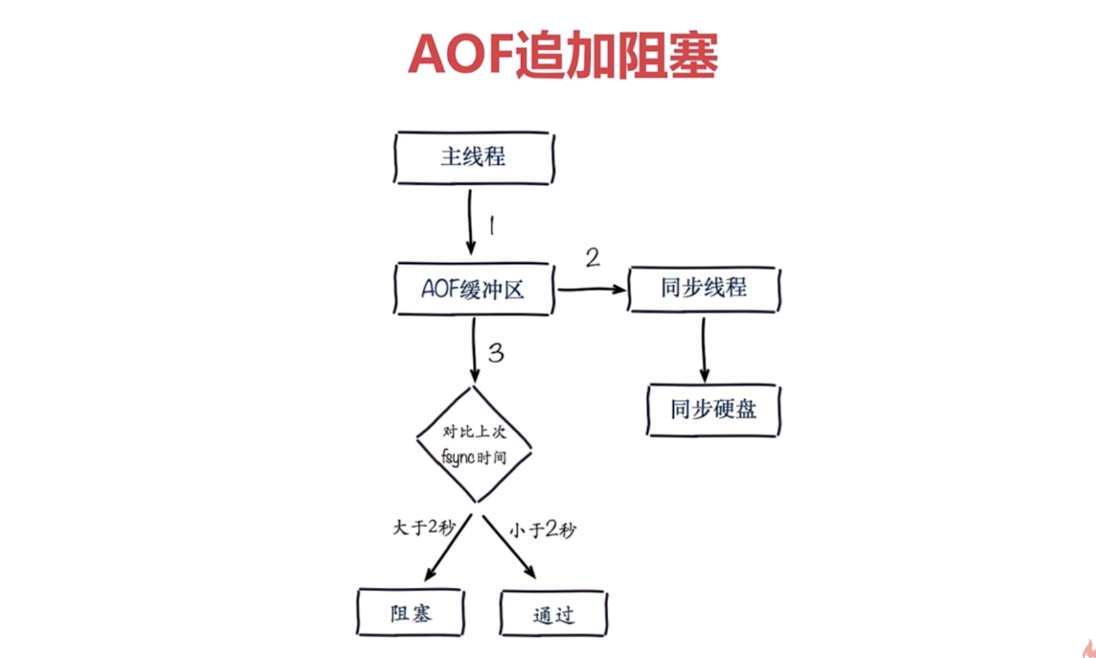 AOF追加阻塞
主线程
1
AOF缓冲区
2
同步线程
3
同步硬盘
对比上次
fsync时间
大于2秒
小于2秒
阻塞
通过